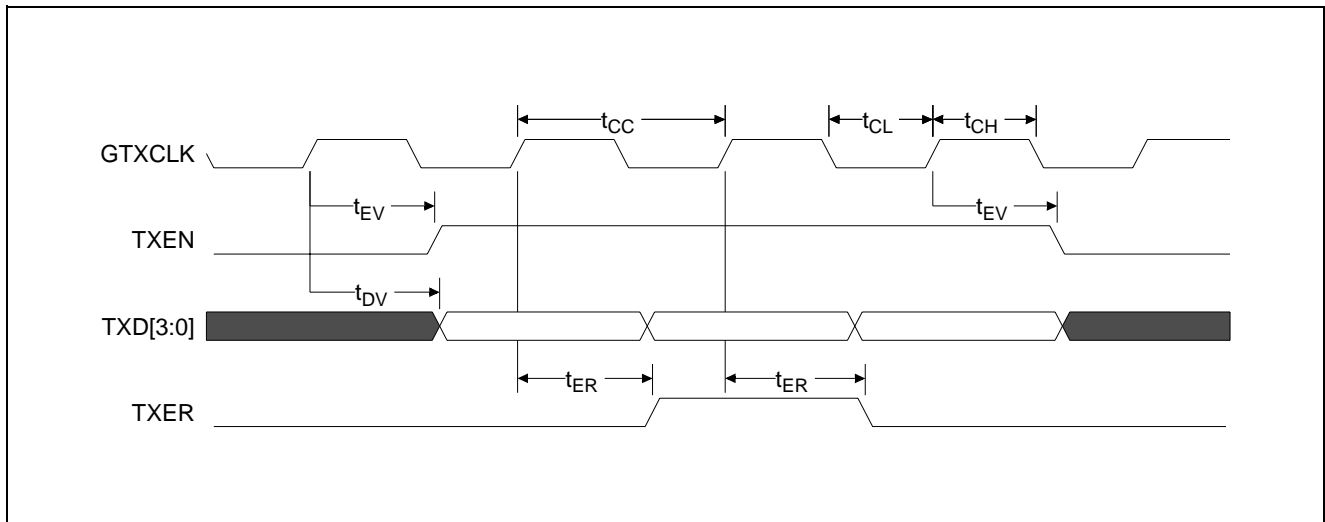 tCC
tCL
tCH
GTXCLK
tEV
tEV
TXEN
tDV
TXD[3:0]
tER
tER
TXER